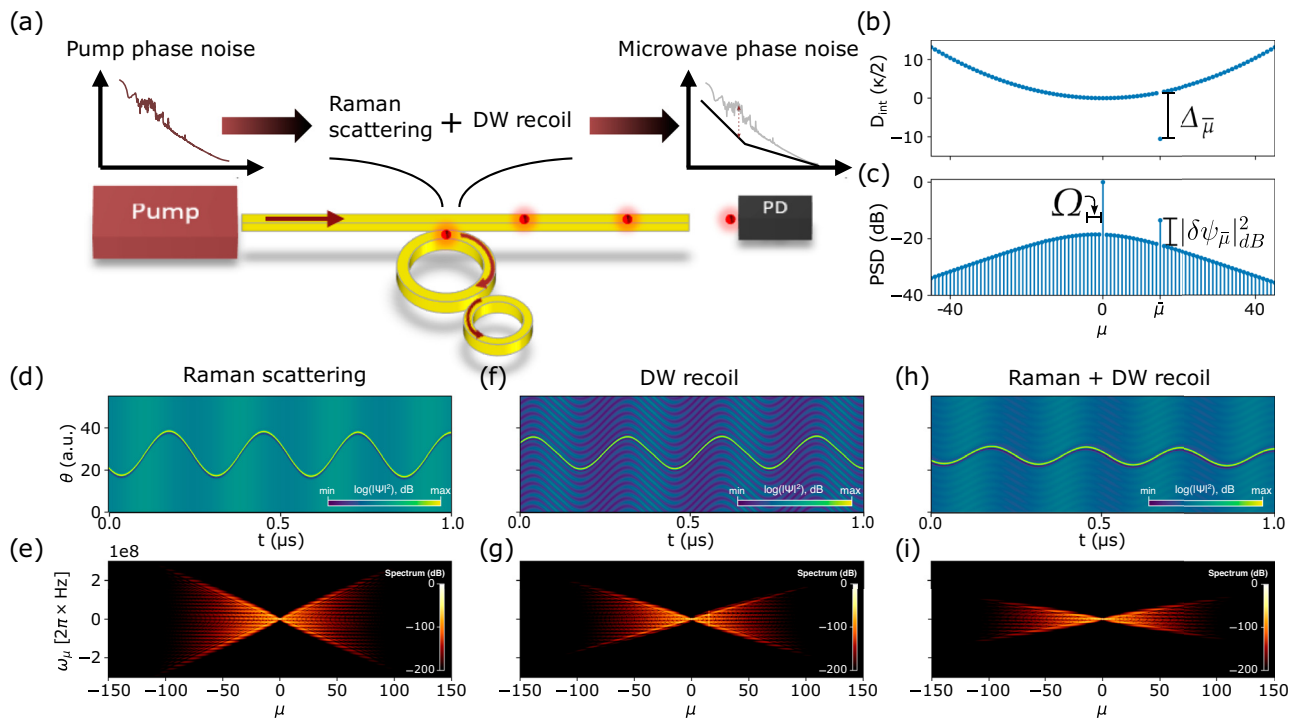 (a)
Pump phase noise
Raman
scattering
+
DW recoil
Microwave phase noise
Pump
PD
(b)
D_int (κ/2)
10
0
−10
Δ_μ̄
(c)
PSD (dB)
0
−20
−40
Ω
|δψ_μ̄|²_dB
-40
0
μ̄
40
μ
(d)
Raman scattering
θ (a.u.)
40
20
0
min
log(|Ψ|²), dB
max
0.0
0.5
1.0
t (μs)
(f)
DW recoil
min
log(|Ψ|²), dB
max
0.0
0.5
1.0
t (μs)
(h)
Raman + DW recoil
min
log(|Ψ|²), dB
max
0.0
0.5
1.0
t (μs)
(e)
1e8
ω_μ [2π × Hz]
2
0
−2
Spectrum (dB)
0
−100
−200
−150
−100
−50
0
50
100
150
μ
(g)
Spectrum (dB)
0
−100
−200
−150
−100
−50
0
50
100
150
μ
(i)
Spectrum (dB)
0
−100
−200
−150
−100
−50
0
50
100
150
μ